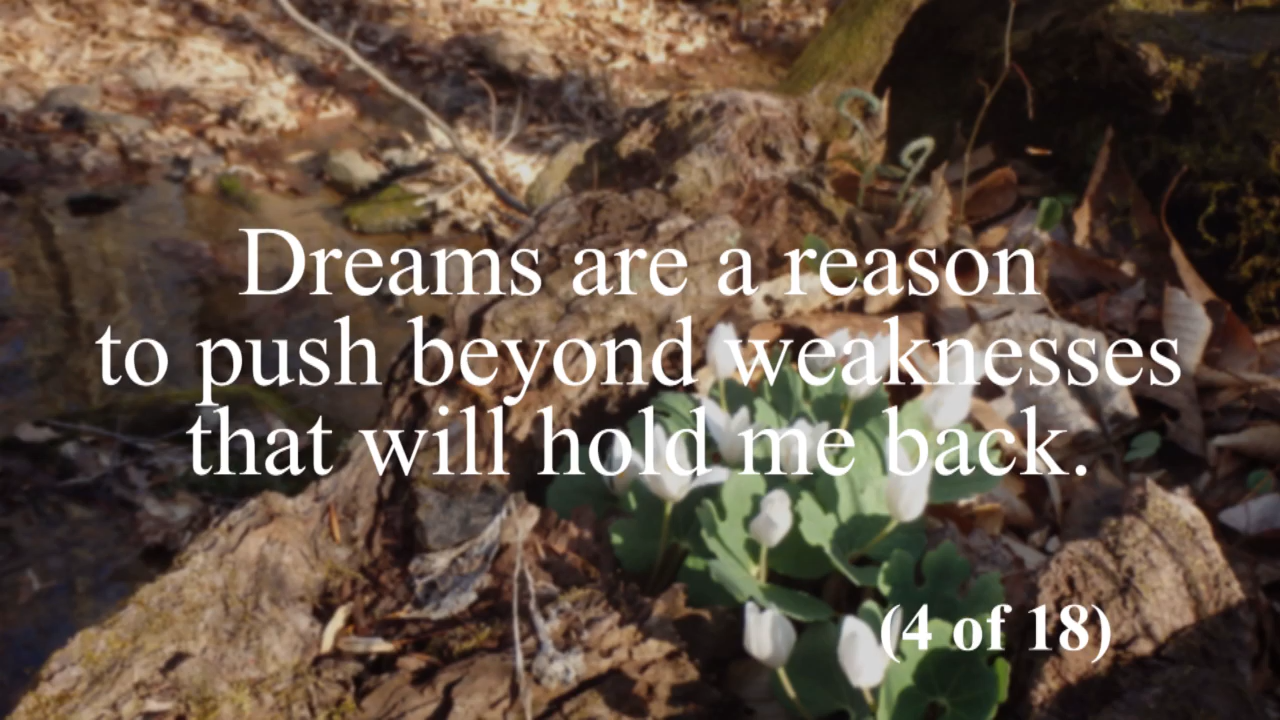 Dreams are a reason
to push beyond weaknesses
that will hold me back.
(4 of 18)